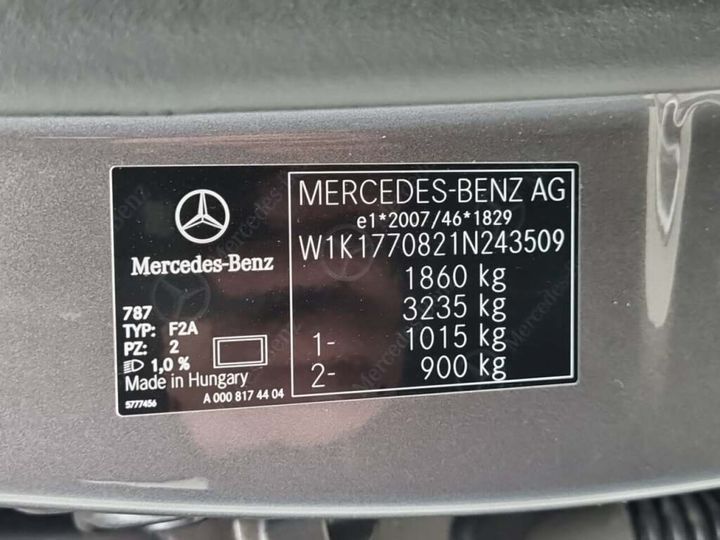 Mercedes-Benz
787
TYP: F2A
PZ: 2
1,0 %
Made in Hungary
5777456
A 000 817 44 04
MERCEDES-BENZ AG
e1*2007/46*1829
W1K1770821N243509
1860 kg
3235 kg
1- 1015 kg
2- 900 kg